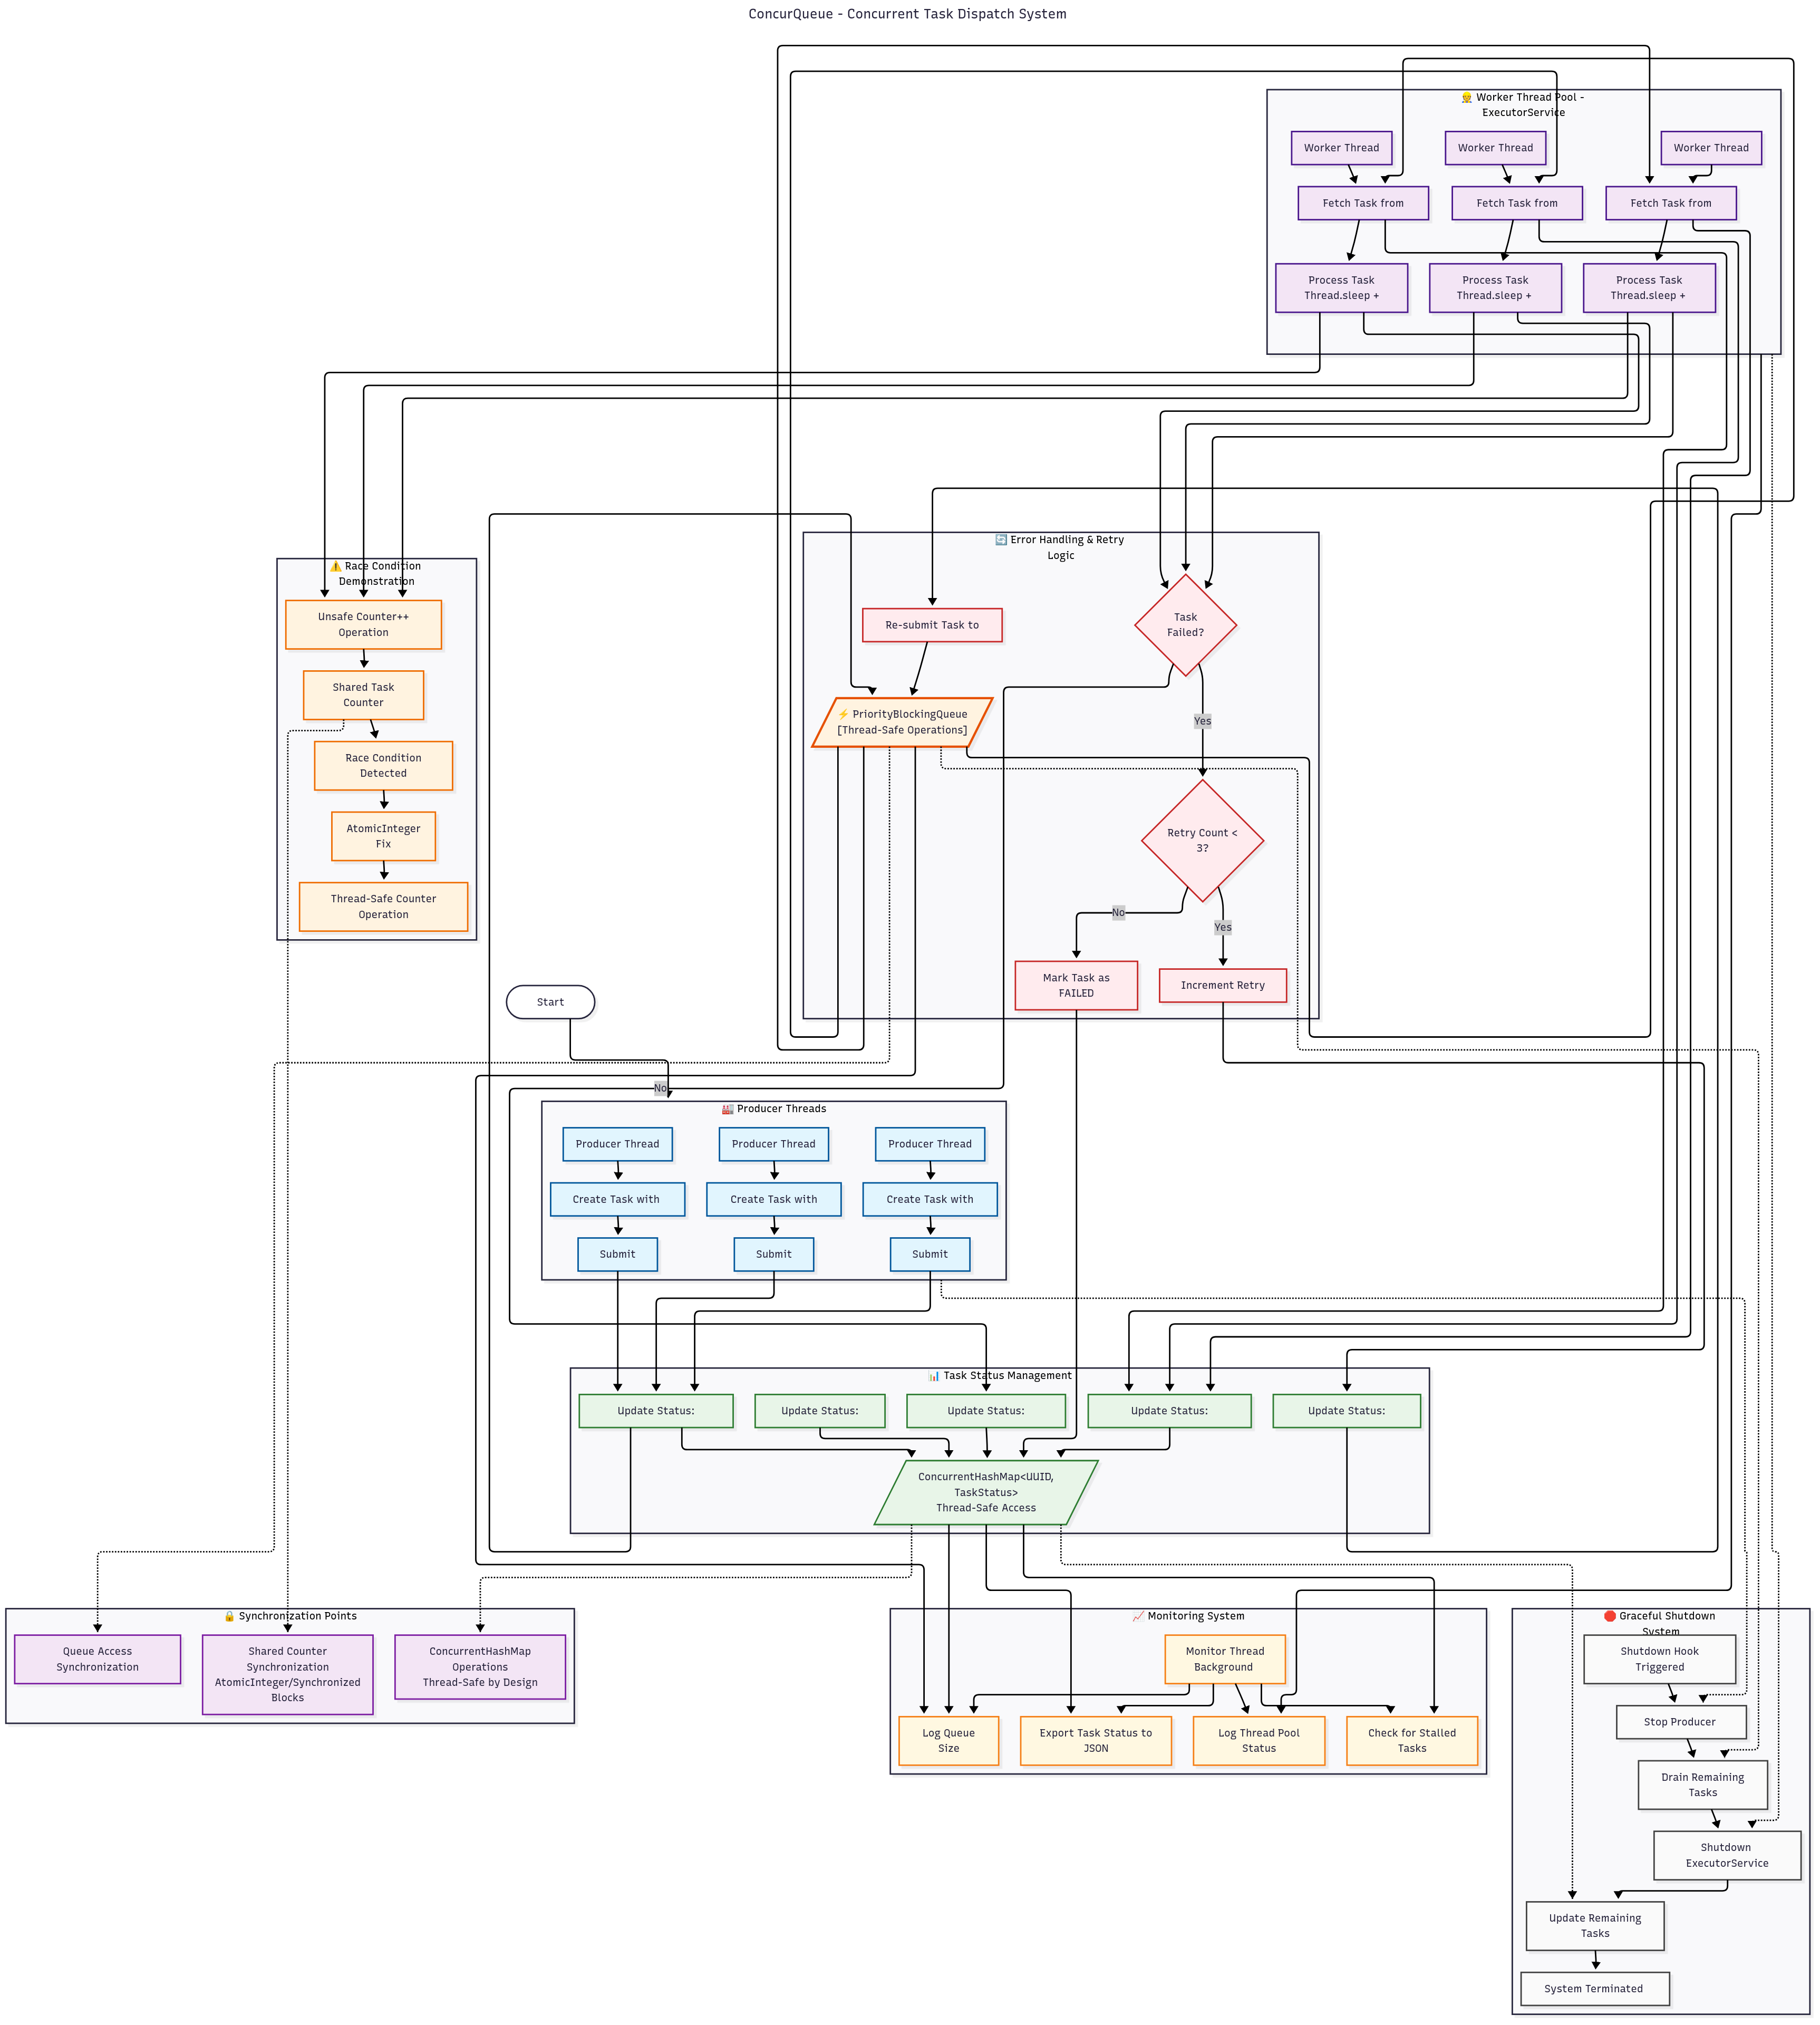 ConcurQueue - Concurrent Task Dispatch System
👷 Worker Thread Pool -
ExecutorService
Worker Thread
Worker Thread
Worker Thread
Fetch Task from
Fetch Task from
Fetch Task from
Process Task
Thread.sleep +
Process Task
Thread.sleep +
Process Task
Thread.sleep +
🔄 Error Handling & Retry
Logic
Task
Failed?
Re-submit Task to
⚡ PriorityBlockingQueue
[Thread-Safe Operations]
Yes
Retry Count <
3?
No
Yes
Mark Task as
FAILED
Increment Retry
⚠️ Race Condition
Demonstration
Unsafe Counter++
Operation
Shared Task
Counter
Race Condition
Detected
AtomicInteger
Fix
Thread-Safe Counter
Operation
Start
No
🏭 Producer Threads
Producer Thread
Producer Thread
Producer Thread
Create Task with
Create Task with
Create Task with
Submit
Submit
Submit
📊 Task Status Management
Update Status:
Update Status:
Update Status:
Update Status:
Update Status:
ConcurrentHashMap<UUID,
TaskStatus>
Thread-Safe Access
🔒 Synchronization Points
Queue Access
Synchronization
Shared Counter
Synchronization
AtomicInteger/Synchronized
Blocks
ConcurrentHashMap
Operations
Thread-Safe by Design
📈 Monitoring System
Monitor Thread
Background
Log Queue
Size
Export Task Status to
JSON
Log Thread Pool
Status
Check for Stalled
Tasks
🛑 Graceful Shutdown
System
Shutdown Hook
Triggered
Stop Producer
Drain Remaining
Tasks
Shutdown
ExecutorService
Update Remaining
Tasks
System Terminated